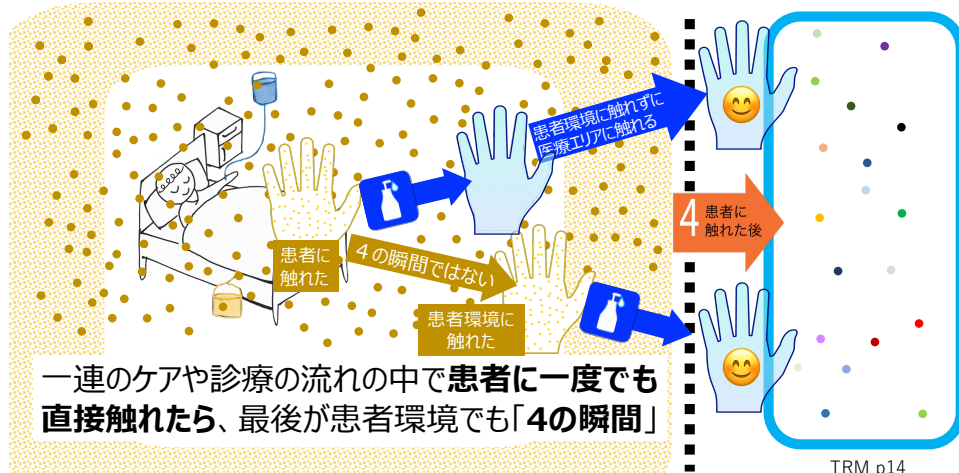 患者環境に触れずに
医療エリアに触れる
4 患者に
触れた後
患者に
触れた
4の瞬間ではない
患者環境に
触れた
一連のケアや診療の流れの中で患者に一度でも
直接触れたら、最後が患者環境でも「4の瞬間」
TRM p14